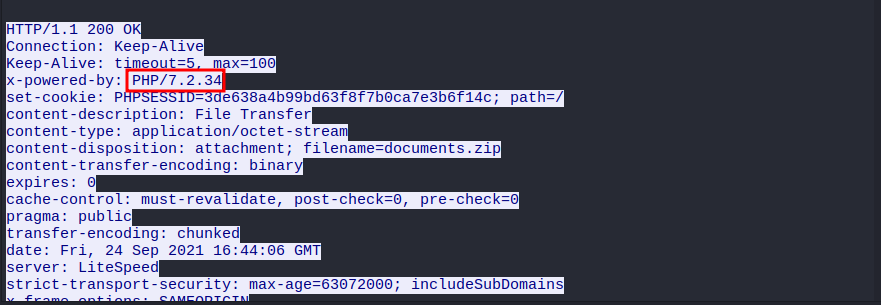 HTTP/1.1 200 OK
Connection: Keep-Alive
Keep-Alive: timeout=5, max=100
x-powered-by: PHP/7.2.34
set-cookie: PHPSESSID=3de638a4b99bd63f8f7b0ca7e3b6f14c; path=/
content-description: File Transfer
content-type: application/octet-stream
content-disposition: attachment; filename=documents.zip
content-transfer-encoding: binary
expires: 0
cache-control: must-revalidate, post-check=0, pre-check=0
pragma: public
transfer-encoding: chunked
date: Fri, 24 Sep 2021 16:44:06 GMT
server: LiteSpeed
strict-transport-security: max-age=63072000; includeSubDomains
x-frame-options: SAMEORIGIN